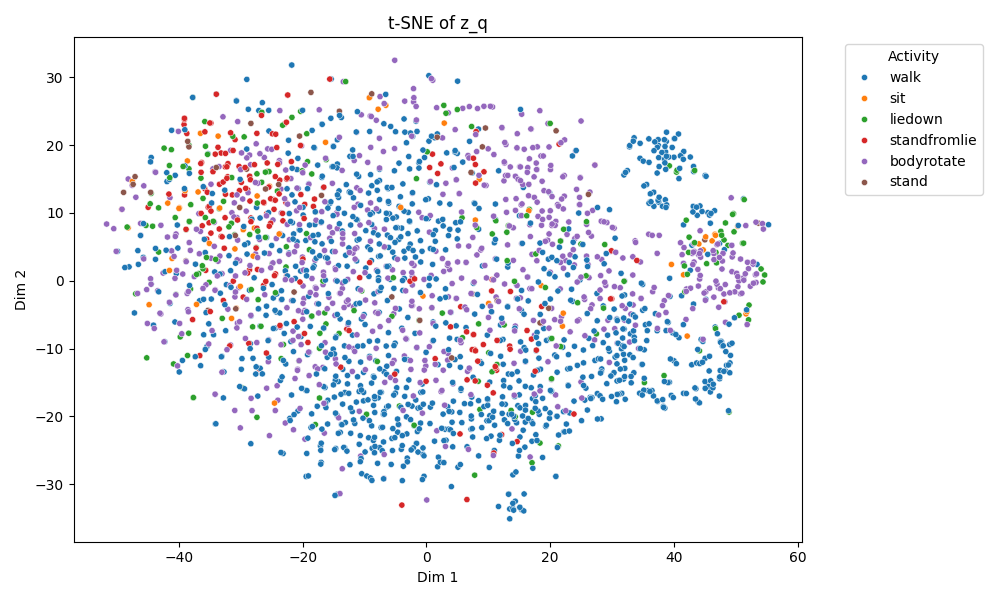 t-SNE of z_q
Activity
walk
sit
liedown
standfromlie
bodyrotate
stand
30
20
10
0
−10
−20
−30
Dim 2
−40
−20
0
20
40
60
Dim 1